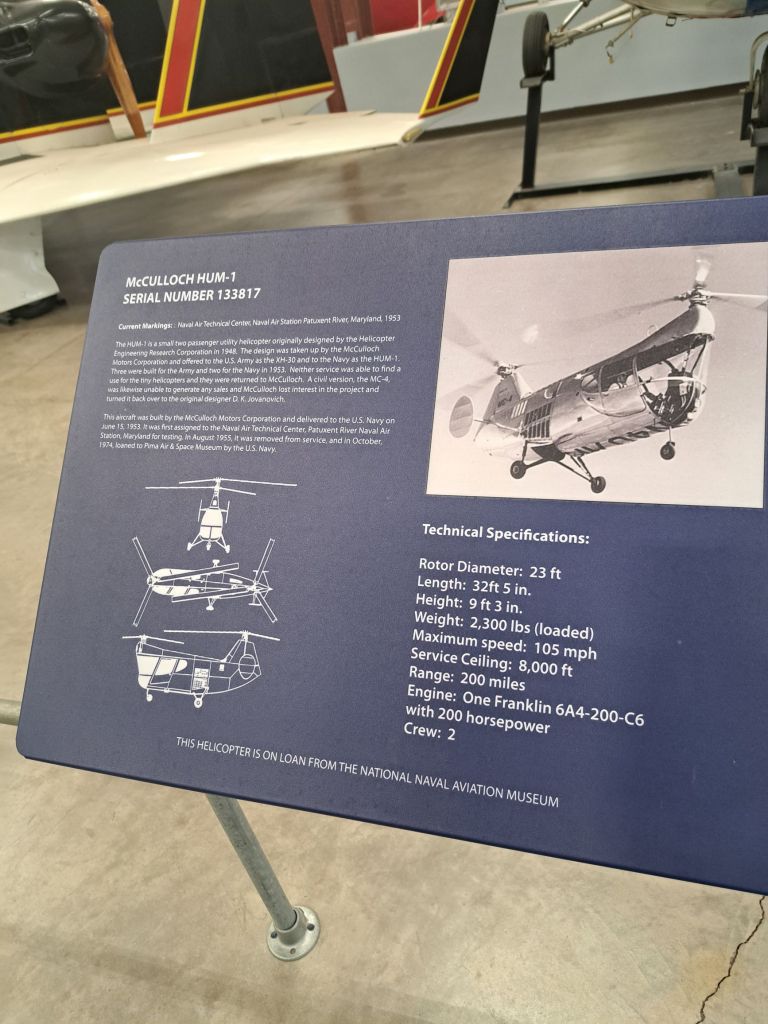 McCULLOCH HUM-1
SERIAL NUMBER 133817
Current Markings: Naval Air Technical Center, Naval Air Station Patuxent River, Maryland, 1953
The HUM-1 is a small two passenger utility helicopter originally designed by the Helicopter
Engineering Research Corporation in 1948. The design was taken up by the McCulloch
Motors Corporation and offered to the U.S. Army as the XH-30 and to the Navy as the HUM-1.
Three were built for the Army and two for the Navy in 1953. Neither service was able to find a
use for the tiny helicopters and they were returned to McCulloch. A civil version, the MC-4,
was likewise unable to generate any sales and McCulloch lost interest in the project and
turned it back over to the original designer D. K. Jovanovich.
This aircraft was built by the McCulloch Motors Corporation and delivered to the U.S. Navy on
June 15, 1953. It was first assigned to the Naval Air Technical Center, Patuxent River Naval Air
Station, Maryland for testing. In August 1955, it was removed from service, and in October,
1974, loaned to Pima Air & Space Museum by the U.S. Navy.
Technical Specifications:
Rotor Diameter: 23 ft
Length: 32ft 5 in.
Height: 9 ft 3 in.
Weight: 2,300 lbs (loaded)
Maximum speed: 105 mph
Service Ceiling: 8,000 ft
Range: 200 miles
Engine: One Franklin 6A4-200-C6
with 200 horsepower
Crew: 2
THIS HELICOPTER IS ON LOAN FROM THE NATIONAL NAVAL AVIATION MUSEUM